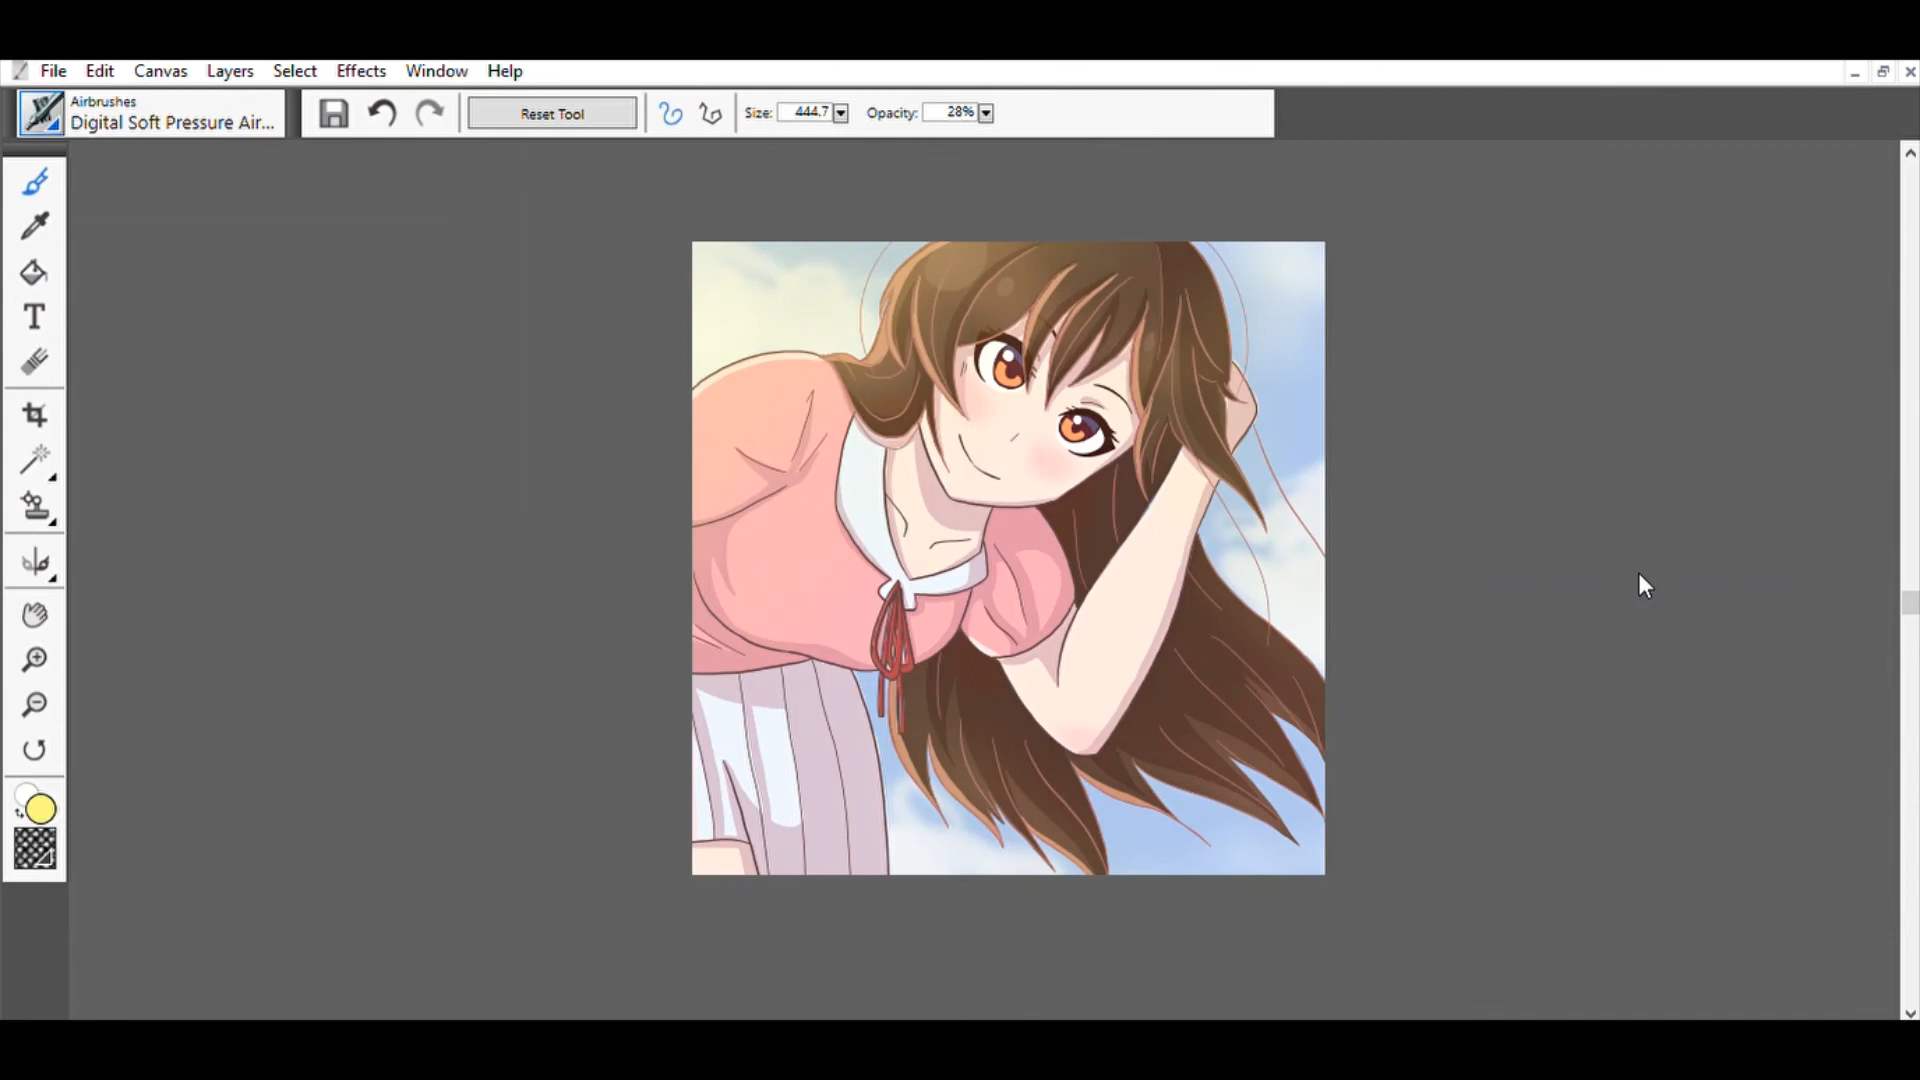 File Edit Canvas Layers Select Effects Window Help
Airbrushes
Digital Soft Pressure Air...
Reset Tool
Size: 444.7
Opacity: 28%
T